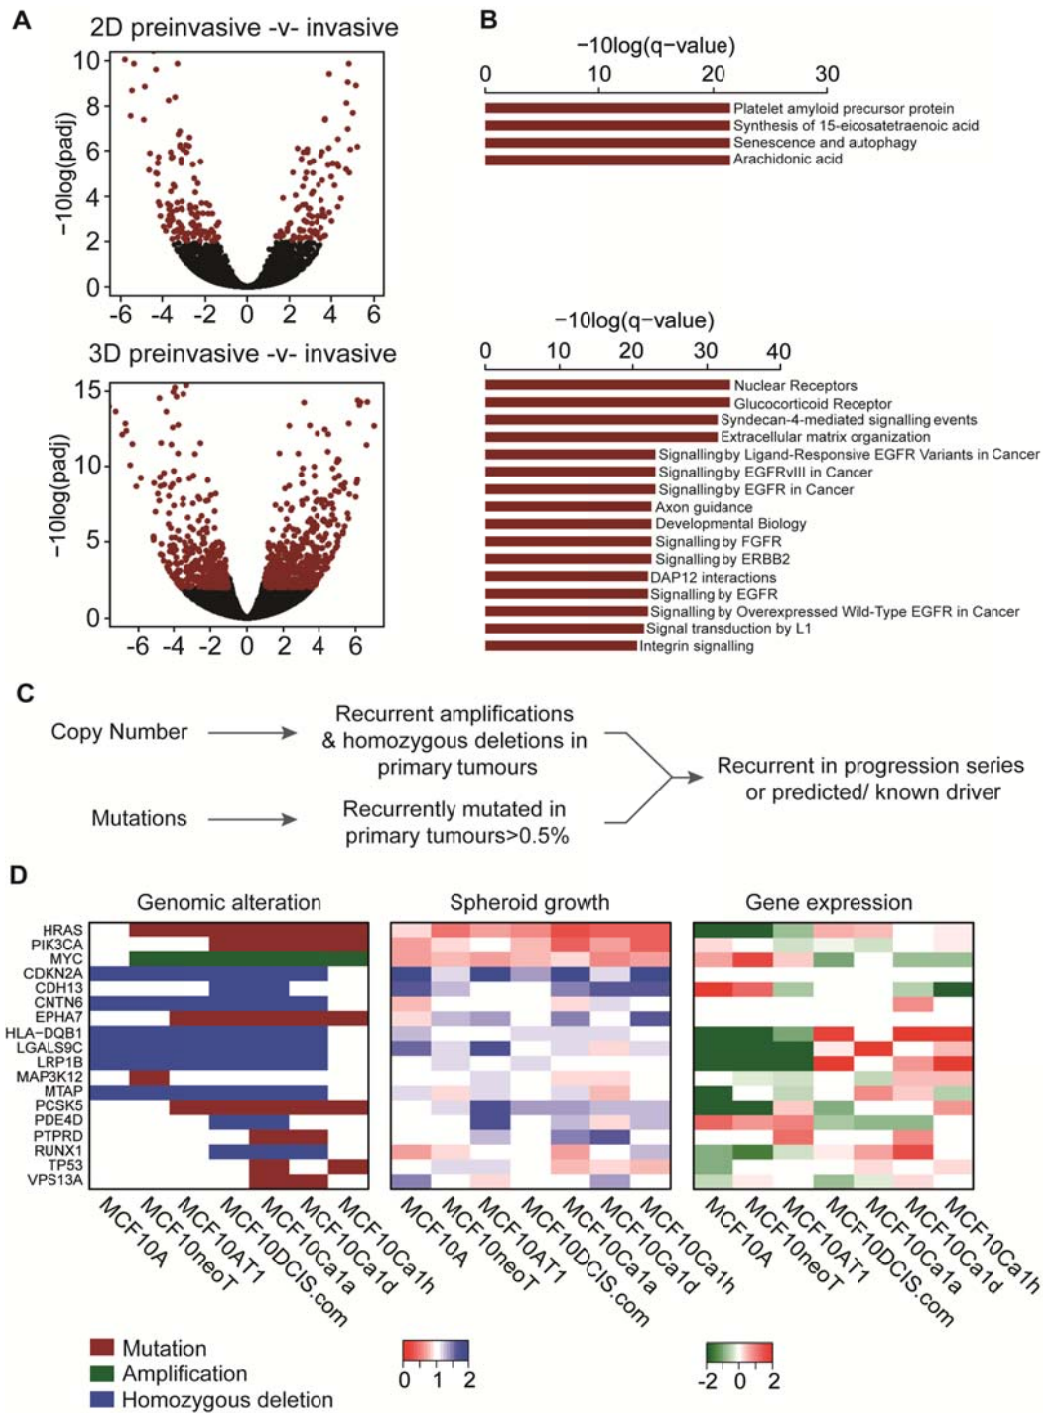 A
2D preinvasive -v- invasive
−10log(padj)
10
8
6
4
2
0
-6 -4 -2 0 2 4 6
3D preinvasive -v- invasive
−10log(padj)
15
10
5
0
-6 -4 -2 0 2 4 6
B
−10log(q−value)
0 10 20 30
Platelet amyloid precursor protein
Synthesis of 15-eicosatetraenoic acid
Senescence and autophagy
Arachidonic acid
−10log(q−value)
0 10 20 30 40
Nuclear Receptors
Glucocorticoid Receptor
Syndecan-4-mediated signalling events
Extracellular matrix organization
Signalling by Ligand-Responsive EGFR Variants in Cancer
Signalling by EGFRvIII in Cancer
Signalling by EGFR in Cancer
Axon guidance
Developmental Biology
Signalling by FGFR
Signalling by ERBB2
DAP12 interactions
Signalling by EGFR
Signalling by Overexpressed Wild-Type EGFR in Cancer
Signal transduction by L1
Integrin signalling
C
Copy Number
Recurrent amplifications
& homozygous deletions in
primary tumours
Mutations
Recurrently mutated in
primary tumours>0.5%
Recurrent in progression series
or predicted/ known driver
D
Genomic alteration
Spheroid growth
Gene expression
HRAS
PIK3CA
MYC
CDKN2A
CDH13
CNTN6
EPHA7
HLA−DQB1
LGALS9C
LRP1B
MAP3K12
MTAP
PCSK5
PDE4D
PTPRD
RUNX1
TP53
VPS13A
MCF10A
MCF10neoT
MCF10AT1
MCF10DCIS.com
MCF10Ca1a
MCF10Ca1d
MCF10Ca1h
MCF10A
MCF10neoT
MCF10AT1
MCF10DCIS.com
MCF10Ca1a
MCF10Ca1d
MCF10Ca1h
MCF10A
MCF10neoT
MCF10AT1
MCF10DCIS.com
MCF10Ca1a
MCF10Ca1d
MCF10Ca1h
Mutation
Amplification
Homozygous deletion
0 1 2
-2 0 2